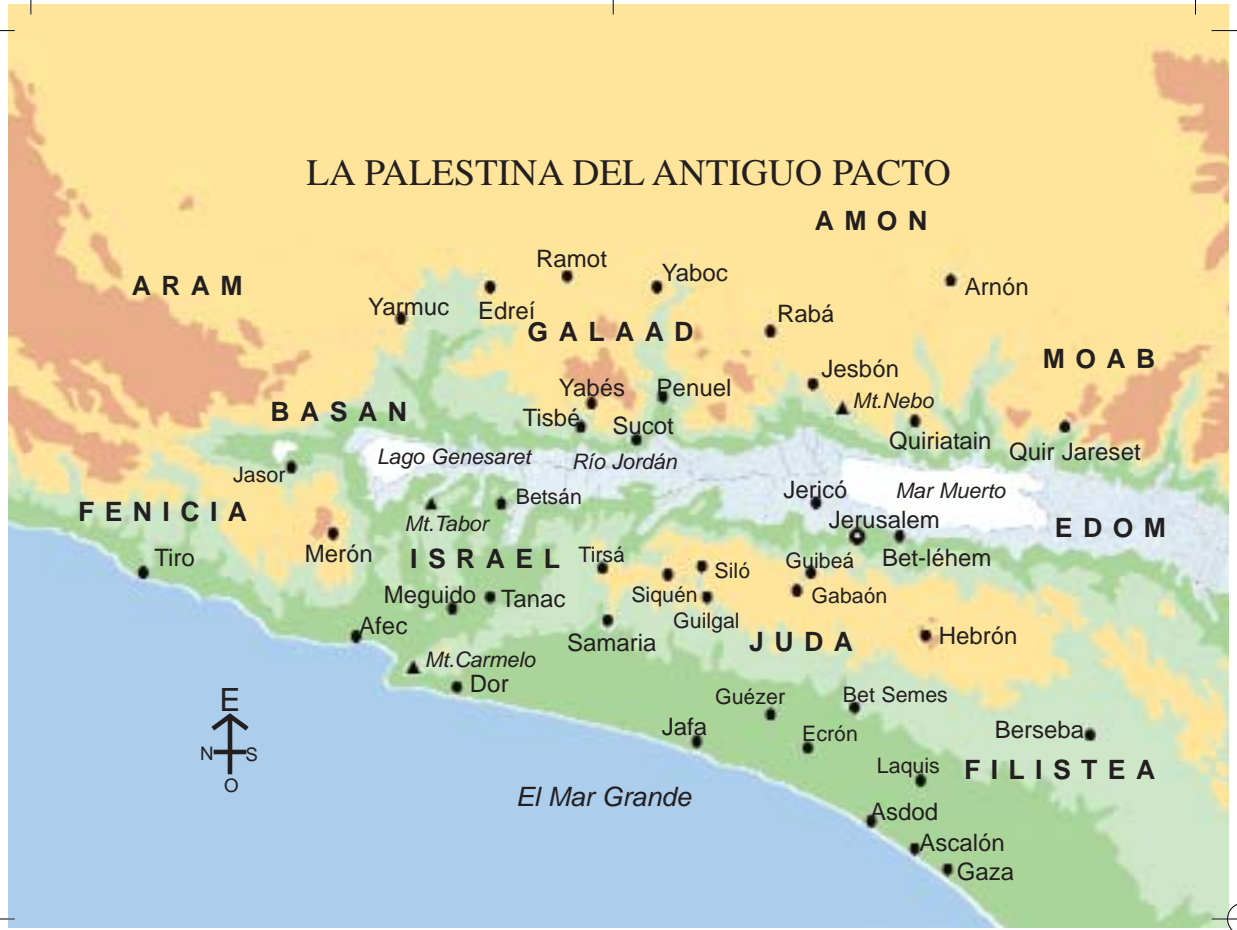 LA PALESTINA DEL ANTIGUO PACTO
AMON
Ramot
Yaboc
ARAM
Arnón
Yarmuc
Edreí
Rabá
GALAAD
MOAB
Jesbón
Yabés
Penuel
Mt.Nebo
BASAN
Tisbé
Sucot
Quiriatain
Quir Jareset
Lago Genesaret
Río Jordán
Jasor
Jericó
Mar Muerto
Betsán
FENICIA
Mt.Tabor
Jerusalem
EDOM
Merón
ISRAEL
Tirsá
Tiro
Siló
Guibeá
Bet-léhem
Meguido
Tanac
Siquén
Gabaón
Guilgal
Afec
Samaria
JUDA
Hebrón
Mt.Carmelo
Dor
Guézer
Bet Semes
E
N
S
O
Jafa
Ecrón
Berseba
Laquis
FILISTEA
El Mar Grande
Asdod
Ascalón
Gaza